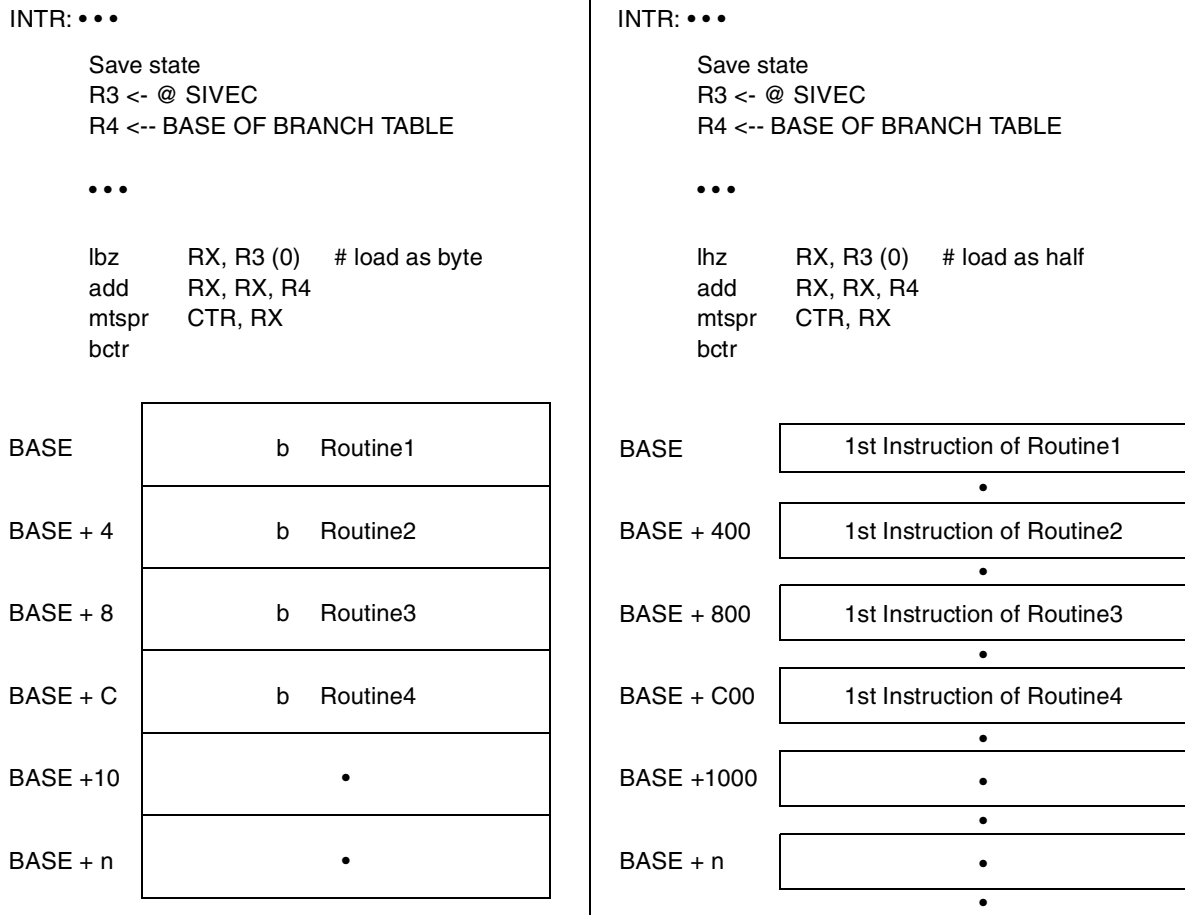 INTR: • • •
Save state
R3 <- @ SIVEC
R4 <-- BASE OF BRANCH TABLE
• • •
lbz RX, R3 (0) # load as byte
add RX, RX, R4
mtspr CTR, RX
bctr
BASE b Routine1
BASE + 4 b Routine2
BASE + 8 b Routine3
BASE + C b Routine4
BASE +10 •
BASE + n •
INTR: • • •
Save state
R3 <- @ SIVEC
R4 <-- BASE OF BRANCH TABLE
• • •
lhz RX, R3 (0) # load as half
add RX, RX, R4
mtspr CTR, RX
bctr
BASE 1st Instruction of Routine1
•
BASE + 400 1st Instruction of Routine2
•
BASE + 800 1st Instruction of Routine3
•
BASE + C00 1st Instruction of Routine4
•
BASE +1000 •
•
BASE + n •
•